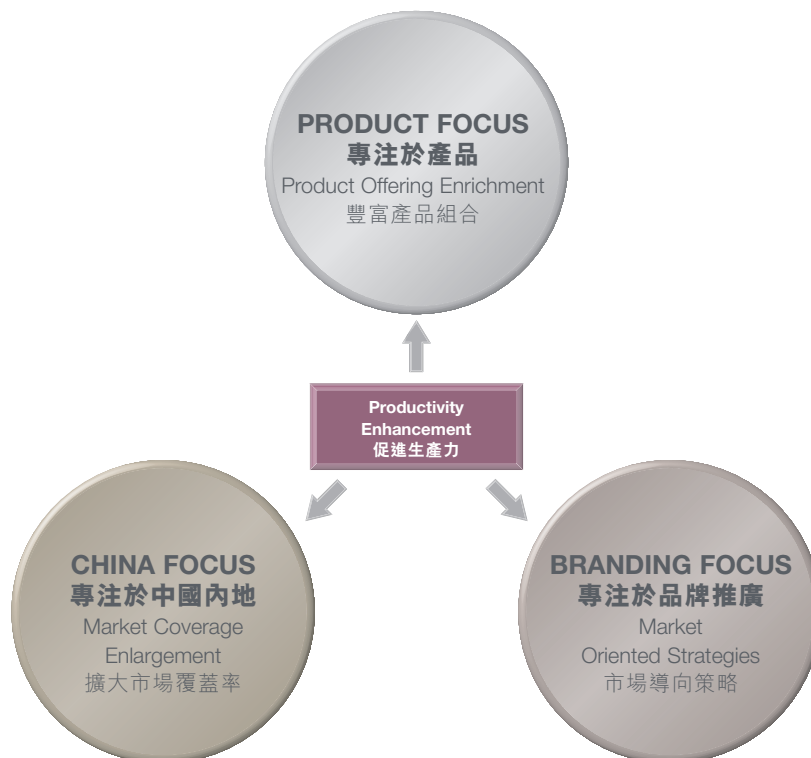 PRODUCT FOCUS
專注於產品
Product Offering Enrichment
豐富產品組合
Productivity
Enhancement
促進生產力
CHINA FOCUS
專注於中國內地
Market Coverage
Enlargement
擴大市場覆蓋率
BRANDING FOCUS
專注於品牌推廣
Market
Oriented Strategies
市場導向策略